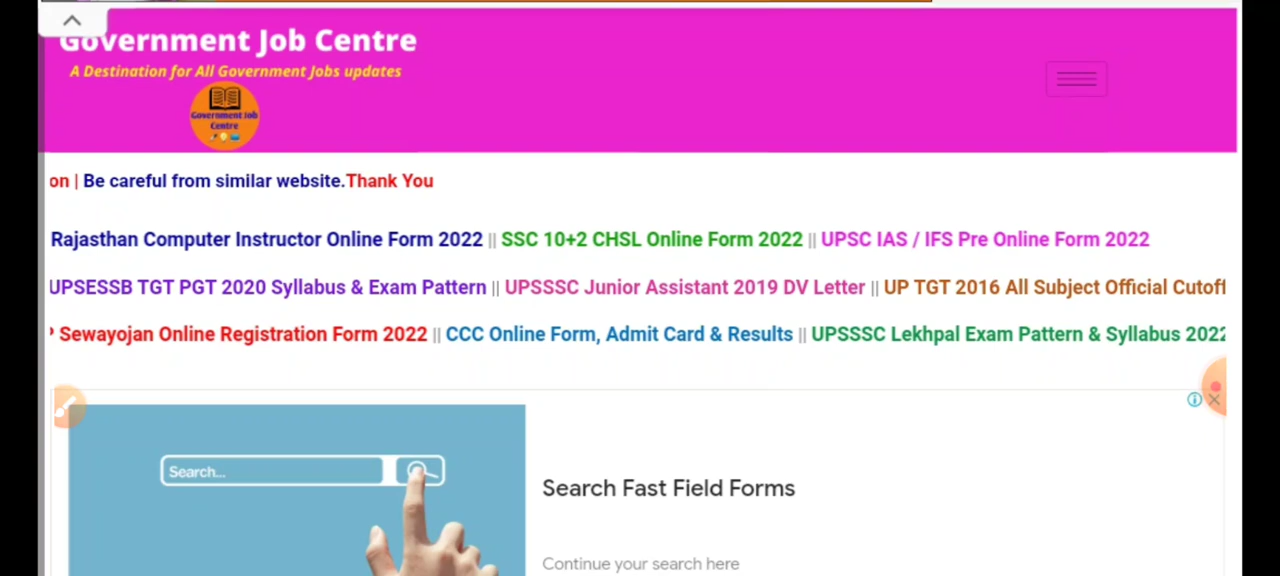 Government Job Centre
A Destination for All Government Jobs updates
Government Job
Centre
on | Be careful from similar website.Thank You
Rajasthan Computer Instructor Online Form 2022 || SSC 10+2 CHSL Online Form 2022 || UPSC IAS / IFS Pre Online Form 2022
UPSESSB TGT PGT 2020 Syllabus & Exam Pattern || UPSSSC Junior Assistant 2019 DV Letter || UP TGT 2016 All Subject Official Cutoff
Sewayojan Online Registration Form 2022 || CCC Online Form, Admit Card & Results || UPSSSC Lekhpal Exam Pattern & Syllabus 2022
Search...
Search Fast Field Forms
Continue your search here